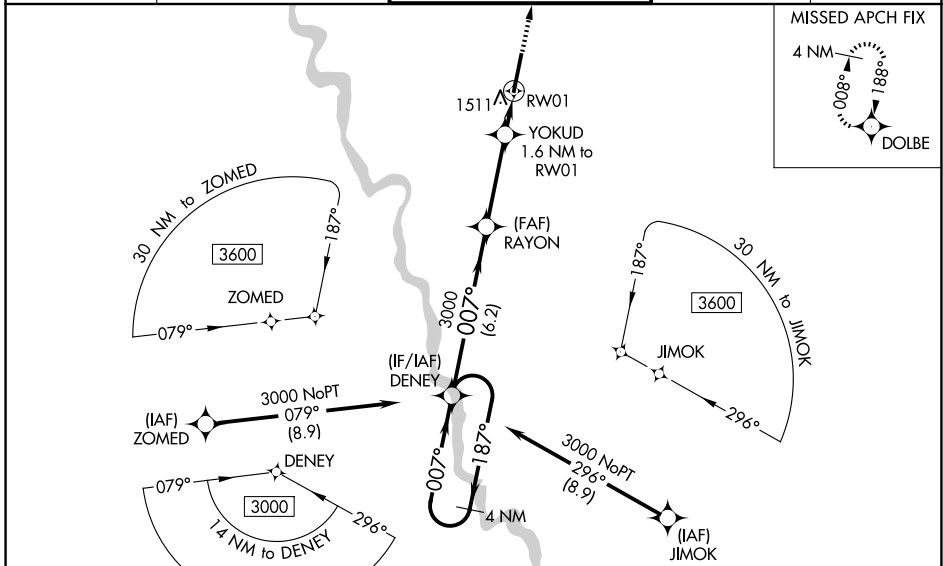 MISSED APCH FIX
4 NM
008°
188°
DOLBE
1511
RW01
YOKUD
1.6 NM to
RW01
(FAF)
RAYON
30 NM to ZOMED
187°
3600
ZOMED
079°
3000
007°
(6.2)
30 NM to JIMOK
187°
3600
JIMOK
296°
(IF/IAF)
DENEY
3000 NoPT
079°
(8.9)
(IAF)
ZOMED
007°
187°
4 NM
3000 NoPT
296°
(8.9)
(IAF)
JIMOK
DENEY
079°
296°
3000
14 NM to DENEY